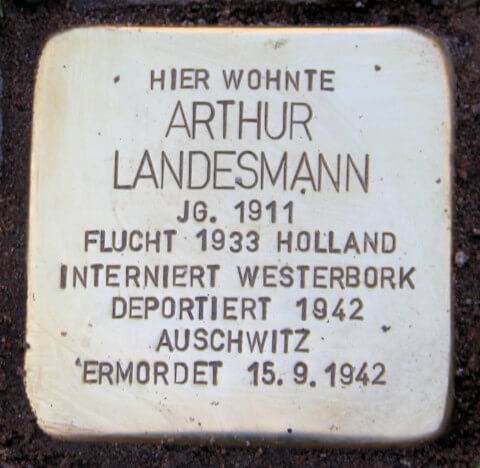 HIER WOHNTE
ARTHUR
LANDESMANN
JG. 1911
FLUCHT 1933 HOLLAND
INTERNIERT WESTERBORK
DEPORTIERT 1942
AUSCHWITZ
ERMORDET 15.9.1942